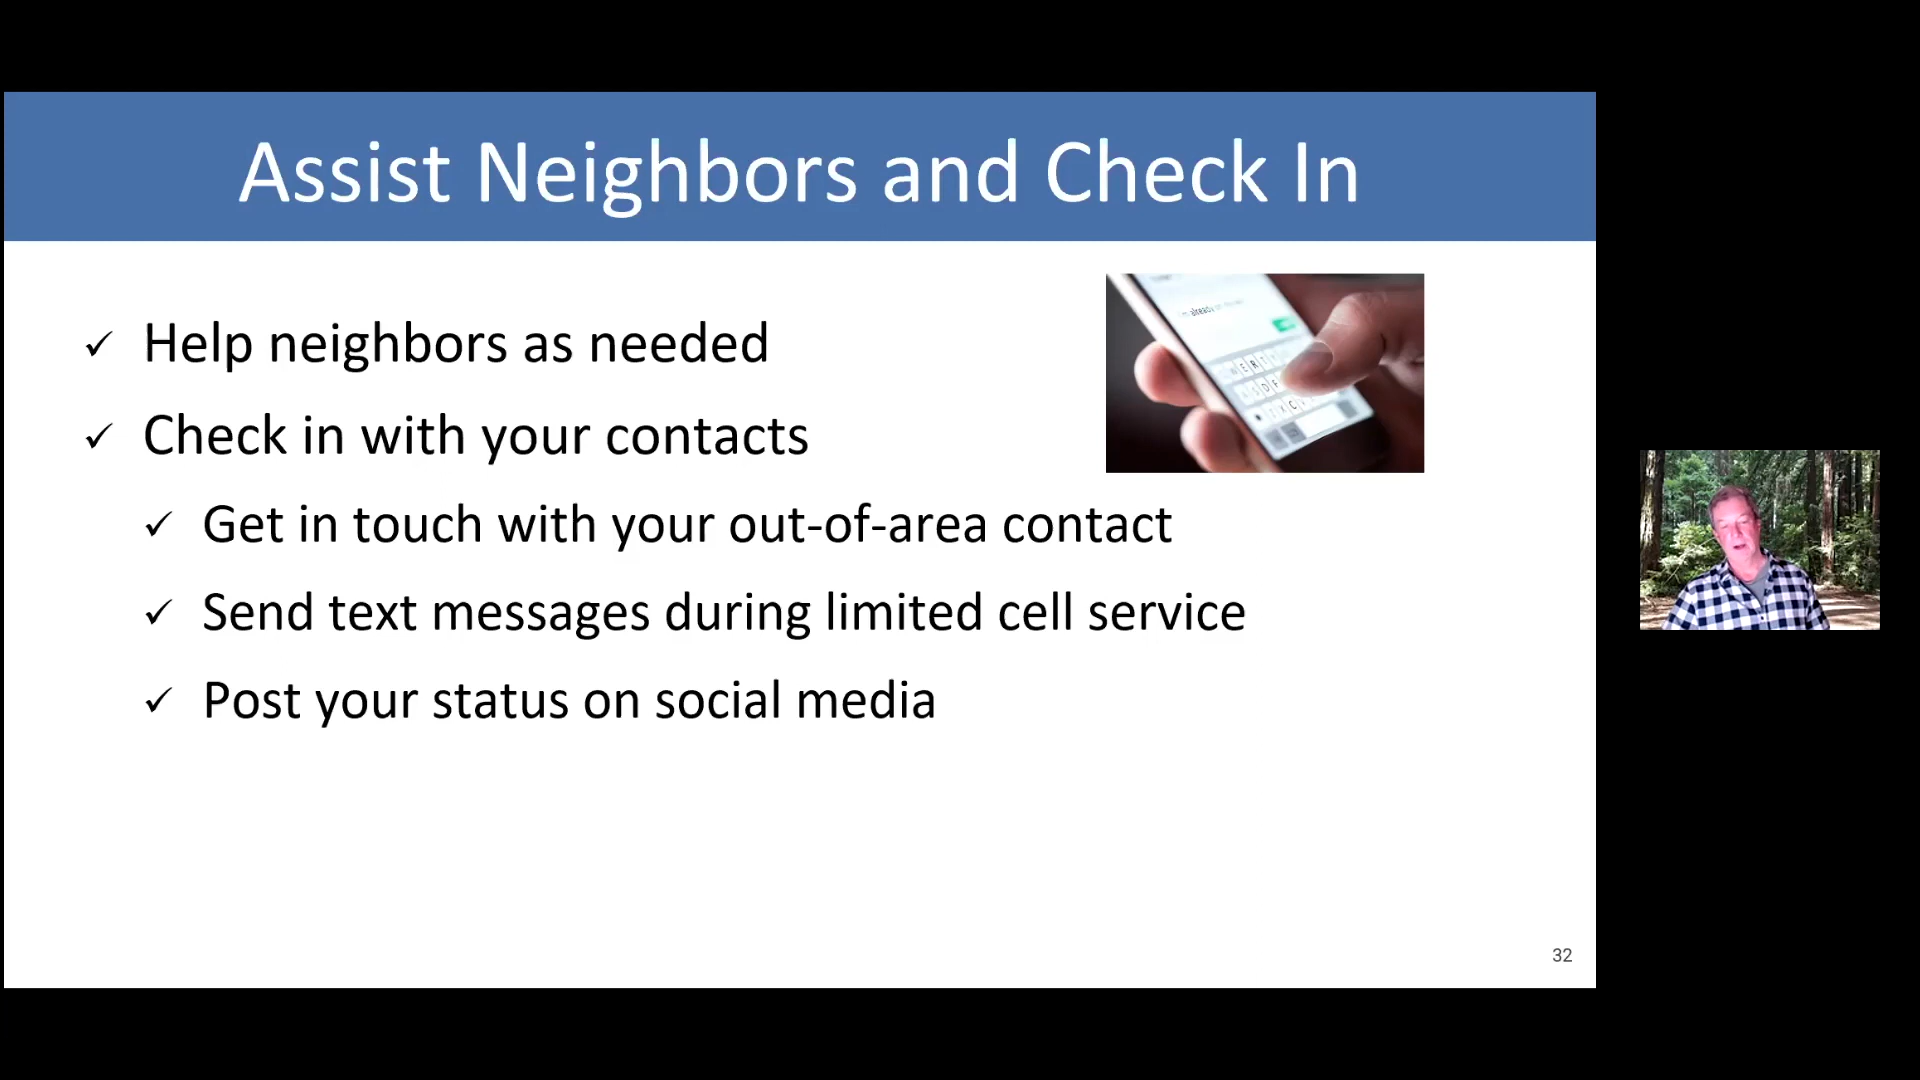 Assist Neighbors and Check In
✓ Help neighbors as needed
already
✓ Check in with your contacts
✓ Get in touch with your out-of-area contact
✓ Send text messages during limited cell service
✓ Post your status on social media
32